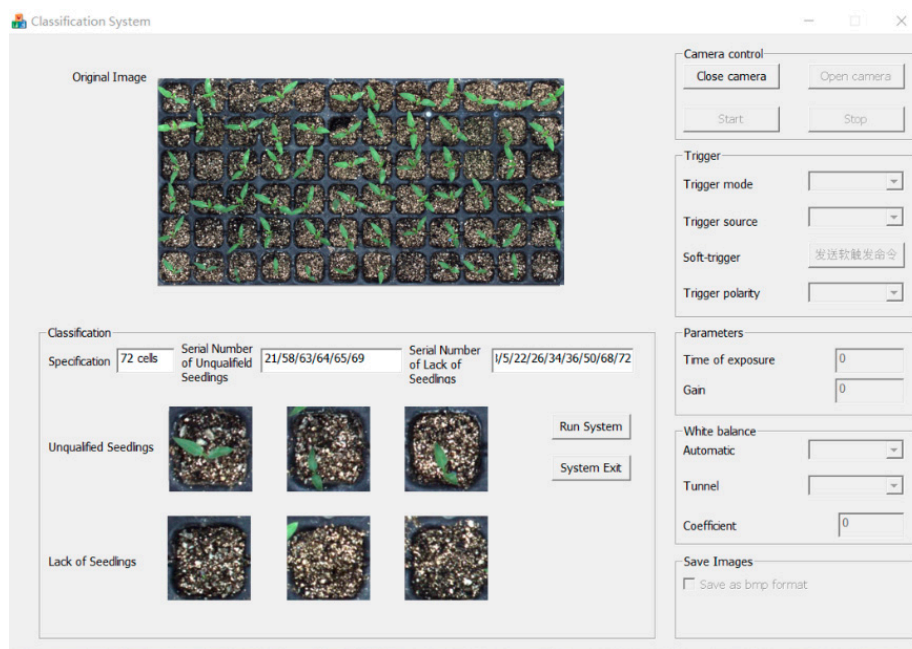 Classification System
Original Image
Camera control
Close camera
Open camera
Start
Stop
Trigger
Trigger mode
Trigger source
Soft-trigger
发送软触发命令
Trigger polarity
Classification
Specification
72 cells
Serial Number
of Unqualifield
Seedlings
21/58/63/64/65/69
Serial Number
of Lack of
Seedlings
/5/22/26/34/36/50/68/72
Unqualified Seedlings
Run System
System Exit
Lack of Seedlings
Parameters
Time of exposure
0
Gain
0
White balance
Automatic
Tunnel
Coefficient
0
Save Images
Save as bmp format